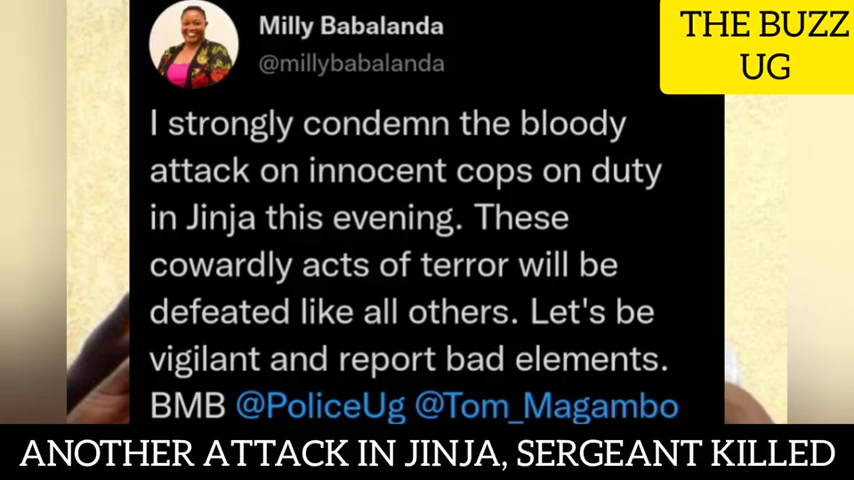 THE BUZZ
UG
Milly Babalanda
@millybabalanda
I strongly condemn the bloody
attack on innocent cops on duty
in Jinja this evening. These
cowardly acts of terror will be
defeated like all others. Let's be
vigilant and report bad elements.
BMB @PoliceUg @Tom_Magambo
ANOTHER ATTACK IN JINJA, SERGEANT KILLED